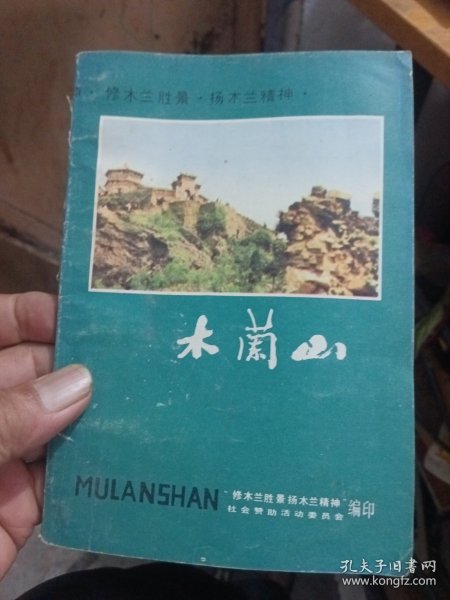 ·修木兰胜景·扬木兰精神·
木蘭山
MULANSHAN
“修木兰胜景扬木兰精神”
社会赞助活动委员会
编印
孔夫子旧书网
www.kongfz.com